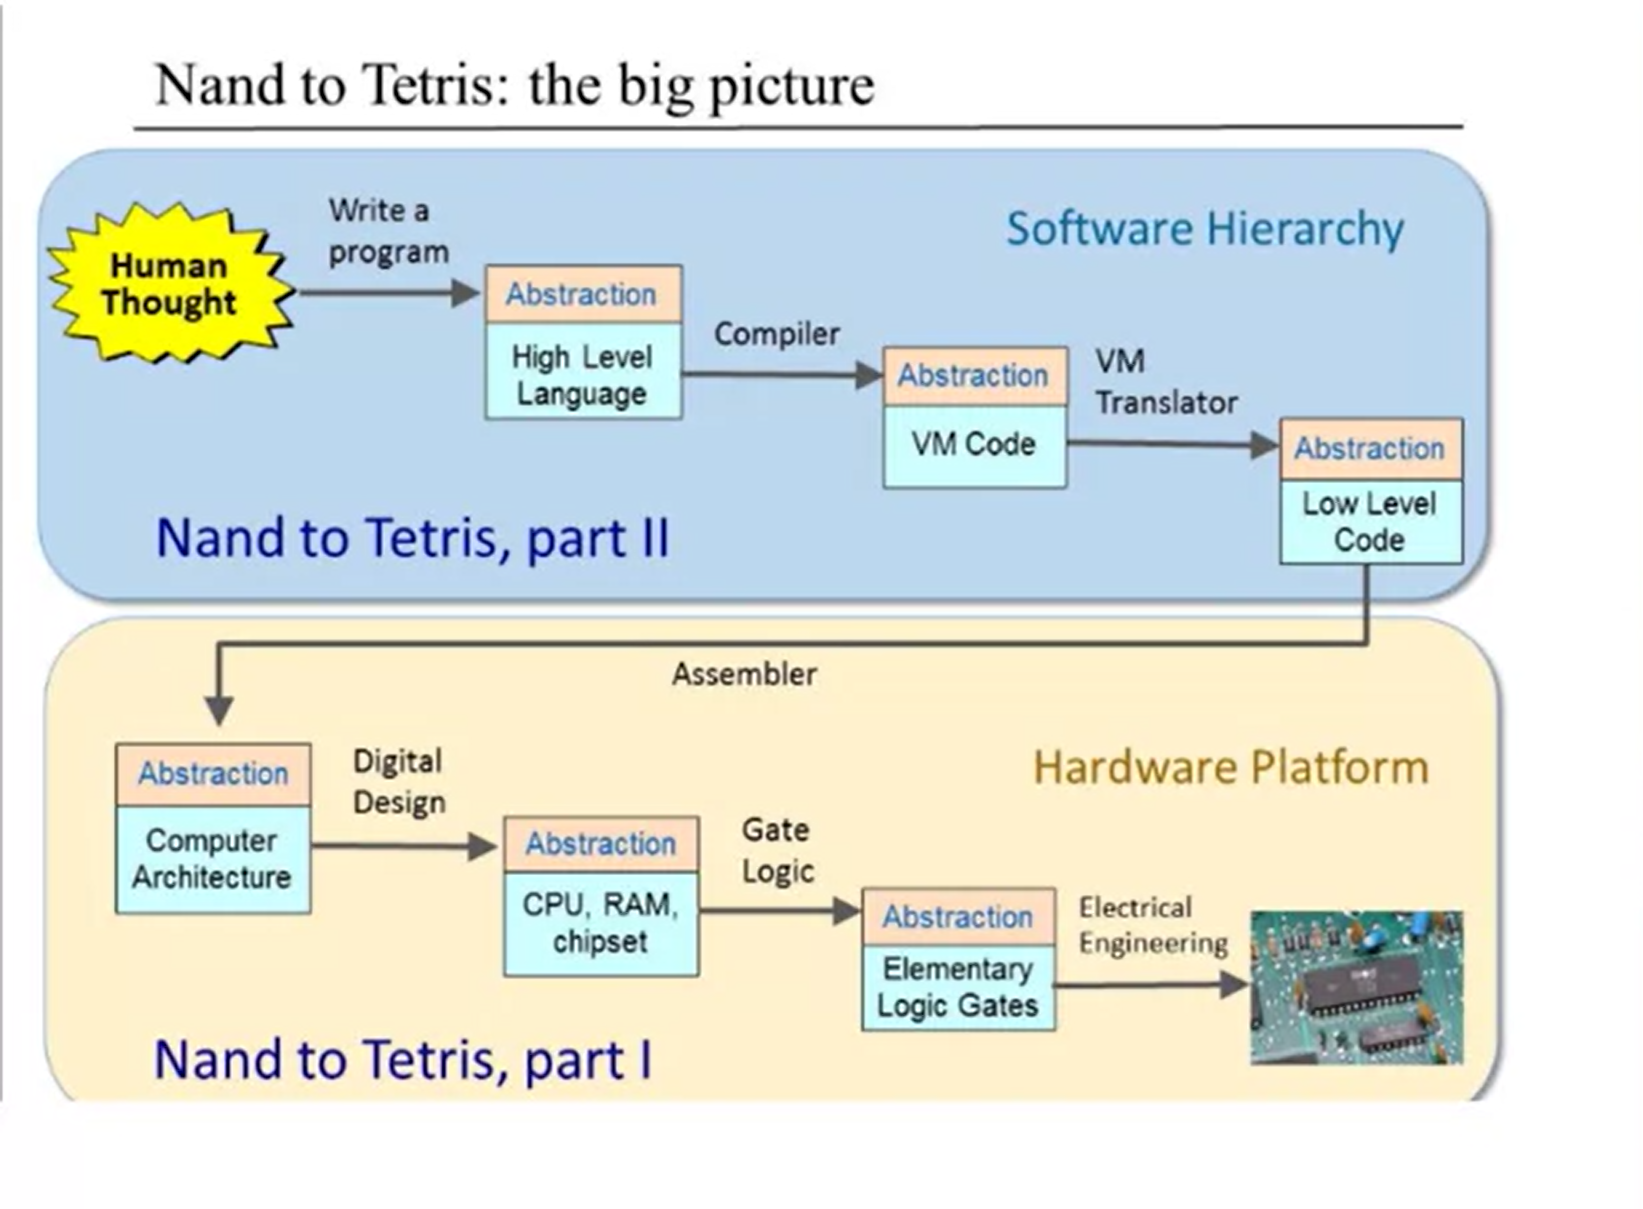 Nand to Tetris: the big picture
Software Hierarchy
Human
Thought
Write a
program
Abstraction
High Level
Language
Compiler
Abstraction
VM Code
VM
Translator
Abstraction
Low Level
Code
Nand to Tetris, part II
Assembler
Hardware Platform
Abstraction
Computer
Architecture
Digital
Design
Abstraction
CPU, RAM,
chipset
Gate
Logic
Abstraction
Elementary
Logic Gates
Electrical
Engineering
Nand to Tetris, part I